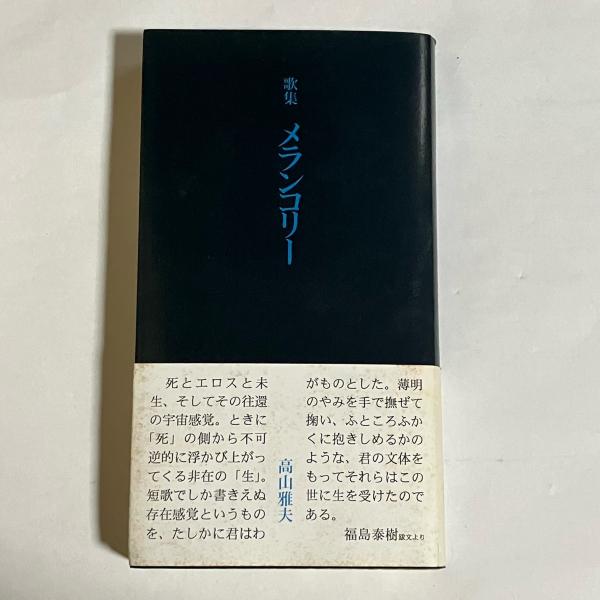 歌集
メランコリー
死とエロスと未
生、そしてその往還
の宇宙感覚。ときに
「死」の側から不可
逆的に浮かび上がっ
てくる非在の「生」。
短歌でしか書きえぬ
存在感覚というもの
を、たしかに君はわ
高山雅夫
がものとした。薄明
のやみを手で撫ぜて
掬い、ふところふか
くに抱きしめるかの
ような、君の文体を
もってそれらはこの
世に生を受けたので
ある。
福島泰樹跋文より